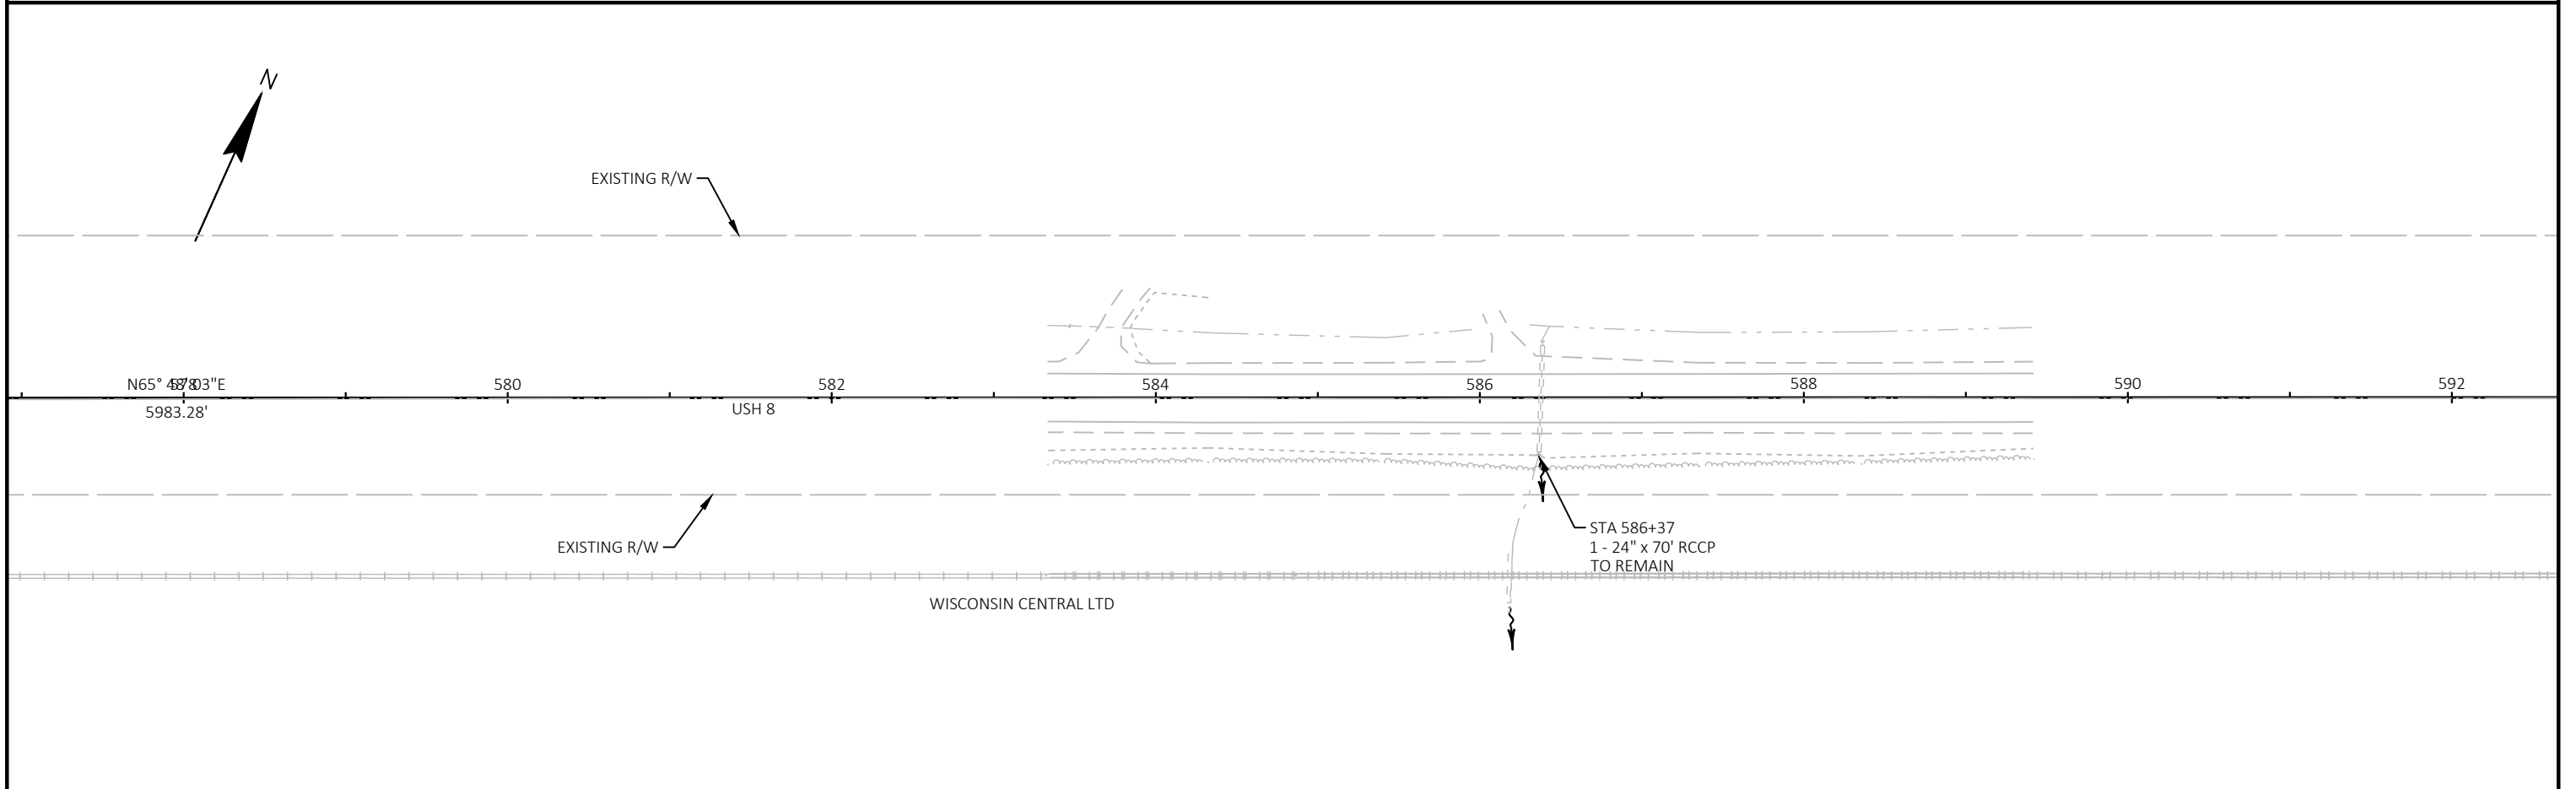 N
EXISTING R/W
N65° 48' 03"E
578
580
582
584
586
588
590
592
5983.28'
USH 8
EXISTING R/W
STA 586+37
1 - 24" x 70' RCCP
TO REMAIN
WISCONSIN CENTRAL LTD